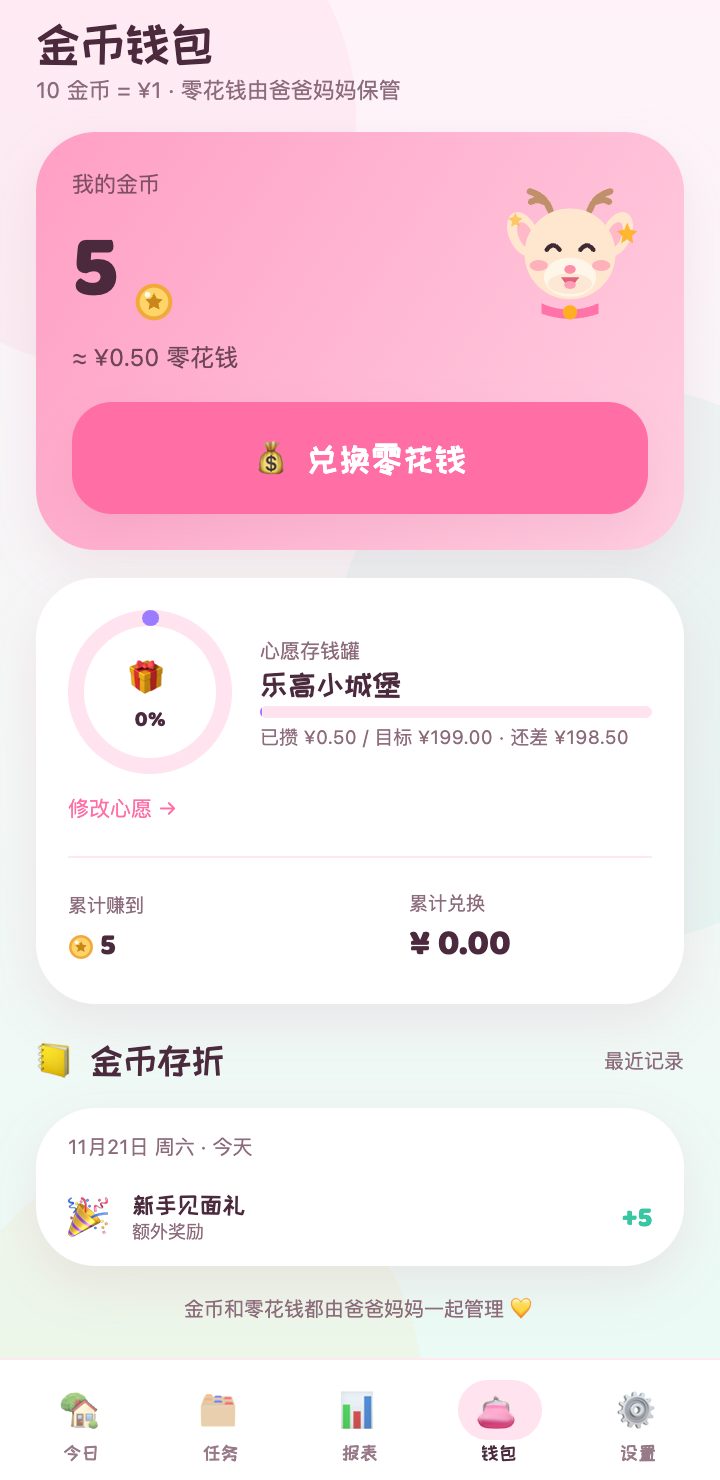 金币钱包
10 金币 = ¥1 · 零花钱由爸爸妈妈保管
我的金币
5
≈ ¥0.50 零花钱
兑换零花钱
0%
心愿存钱罐
乐高小城堡
已攒 ¥0.50 / 目标 ¥199.00 · 还差 ¥198.50
修改心愿 →
累计赚到
5
累计兑换
¥ 0.00
金币存折
最近记录
11月21日 周六 · 今天
新手见面礼
额外奖励
+5
金币和零花钱都由爸爸妈妈一起管理 💛
今日
任务
报表
钱包
设置